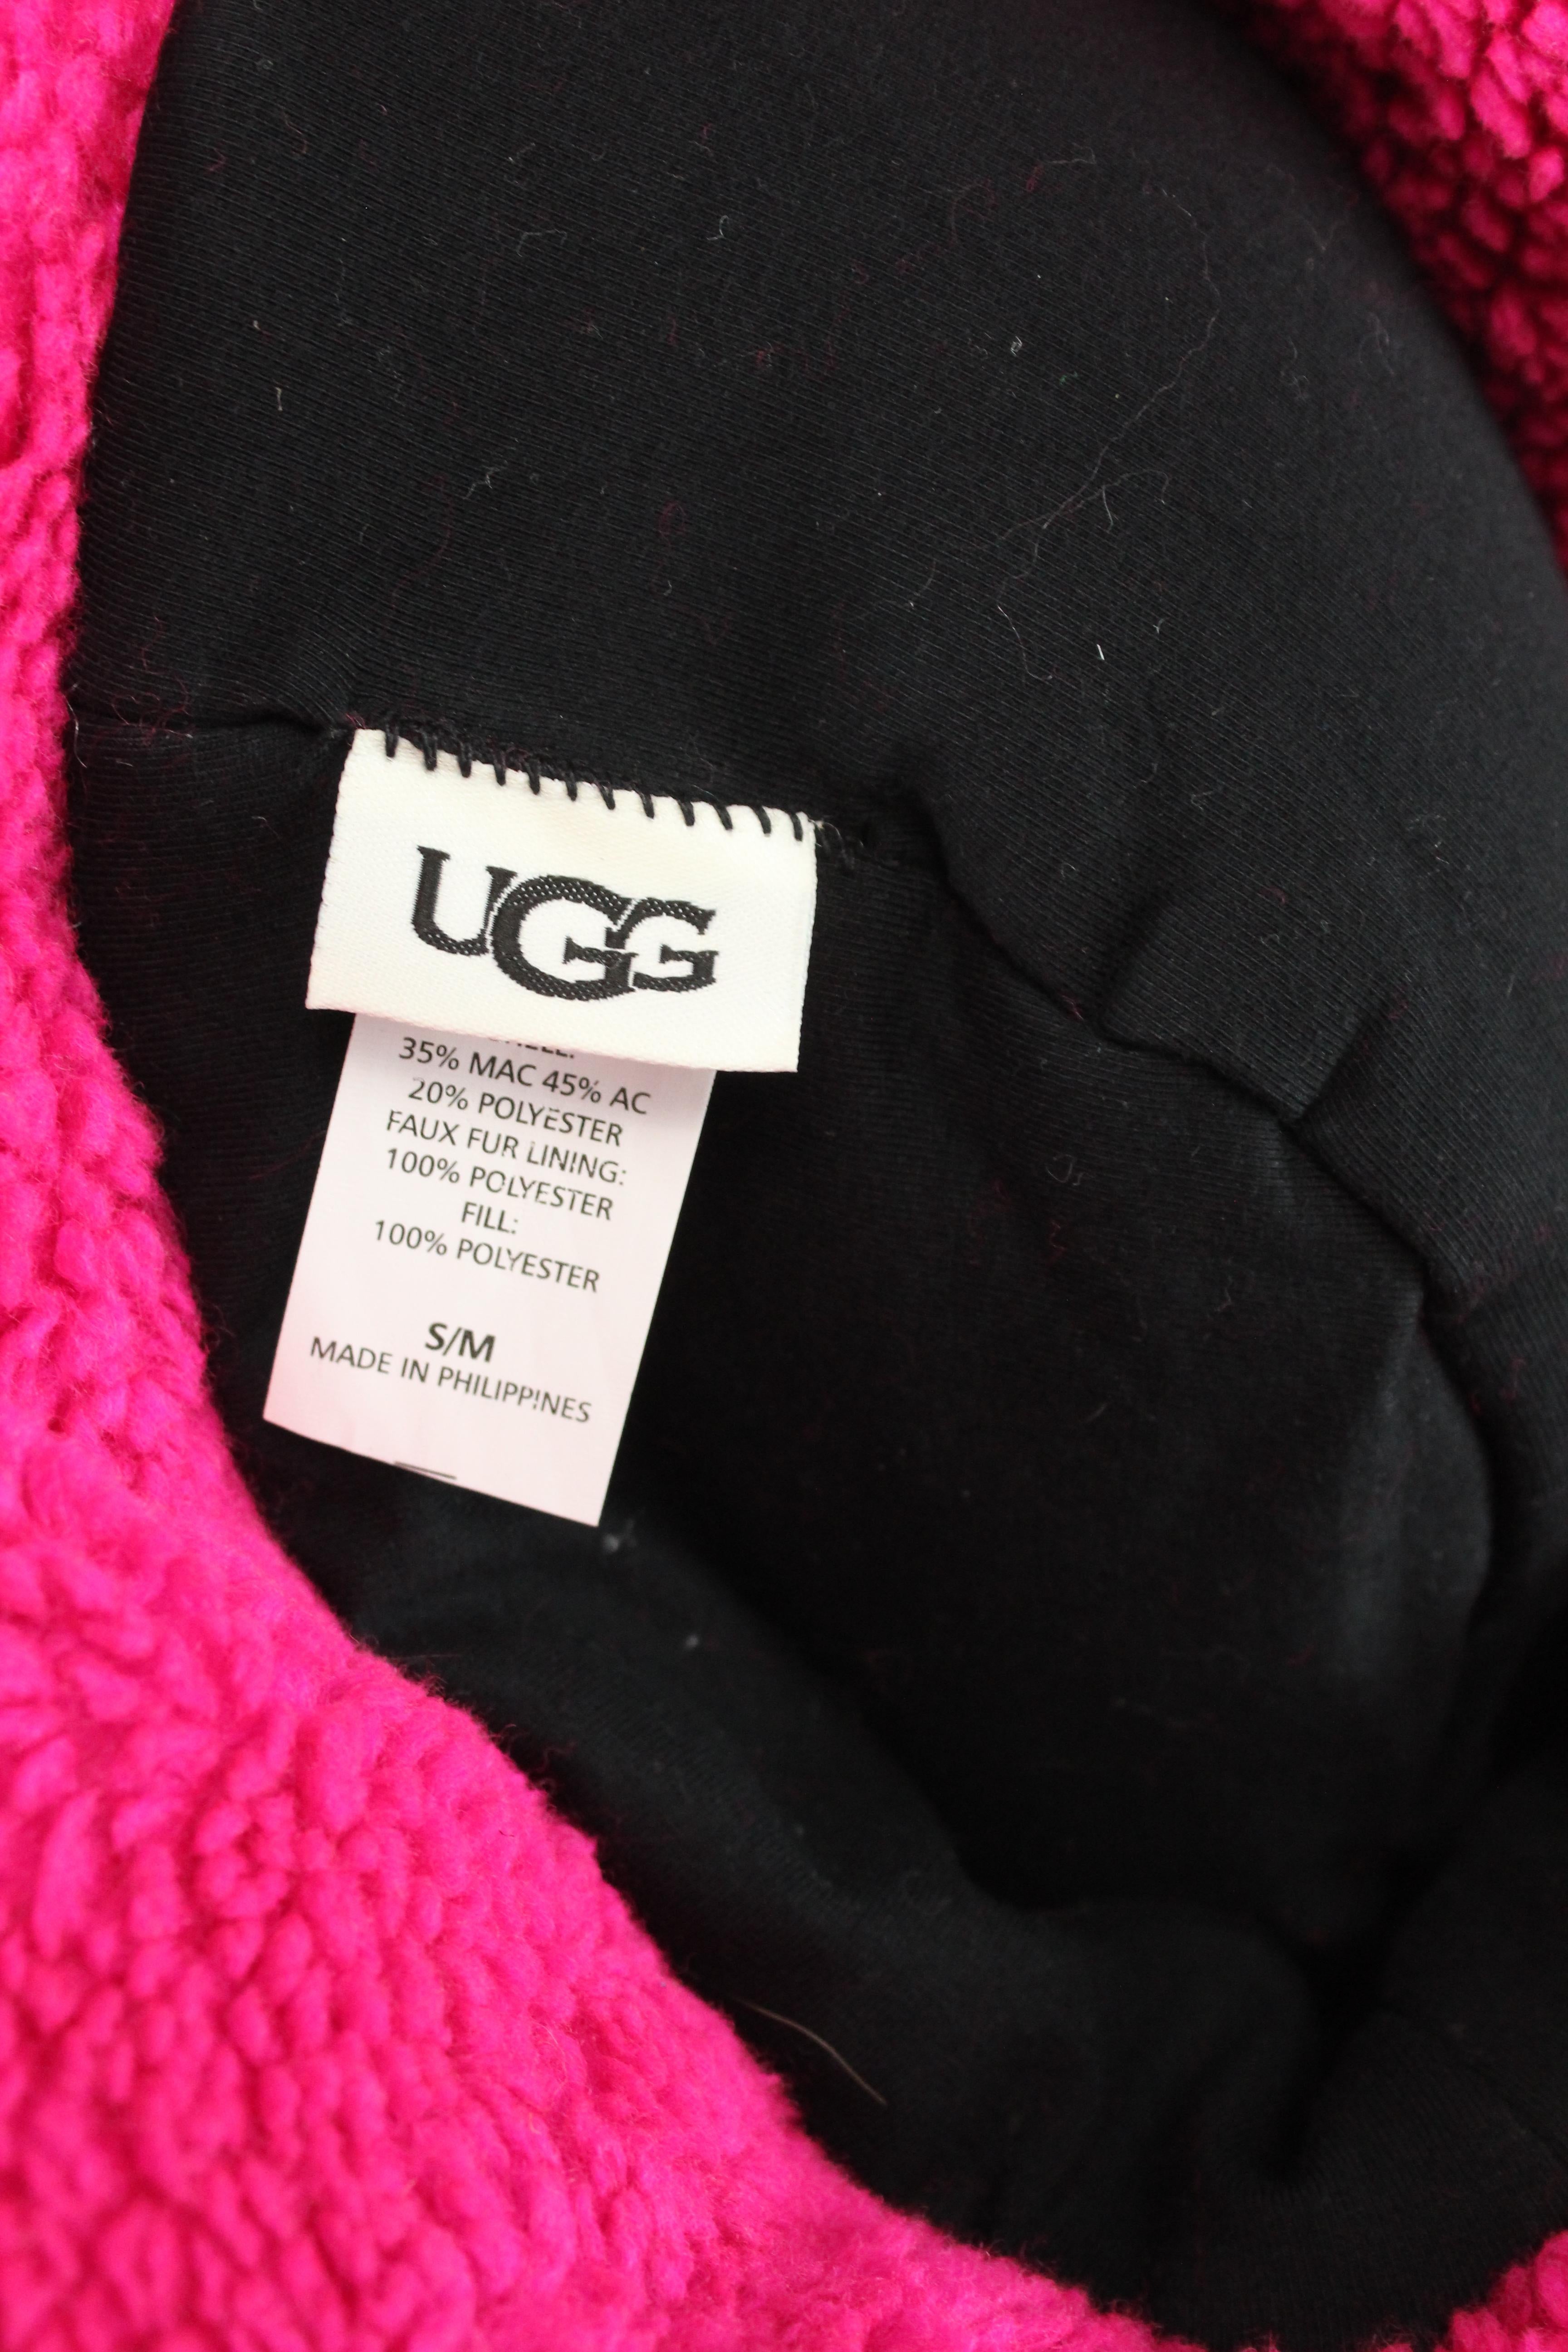 UGG
35% MAC 45% AC
20% POLYESTER
FAUX FUR LINING:
100% POLYESTER
FILL:
100% POLYESTER
S/M
MADE IN PHILIPPINES